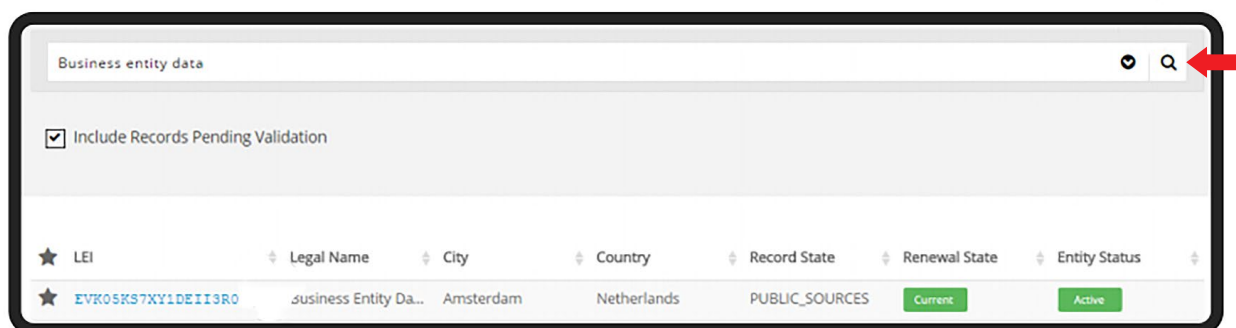 Business entity data
Include Records Pending Validation
LEI Legal Name City Country Record State Renewal State Entity Status
EVK05KS7XY1DEII3R0 Business Entity Da... Amsterdam Netherlands PUBLIC_SOURCES Current Active